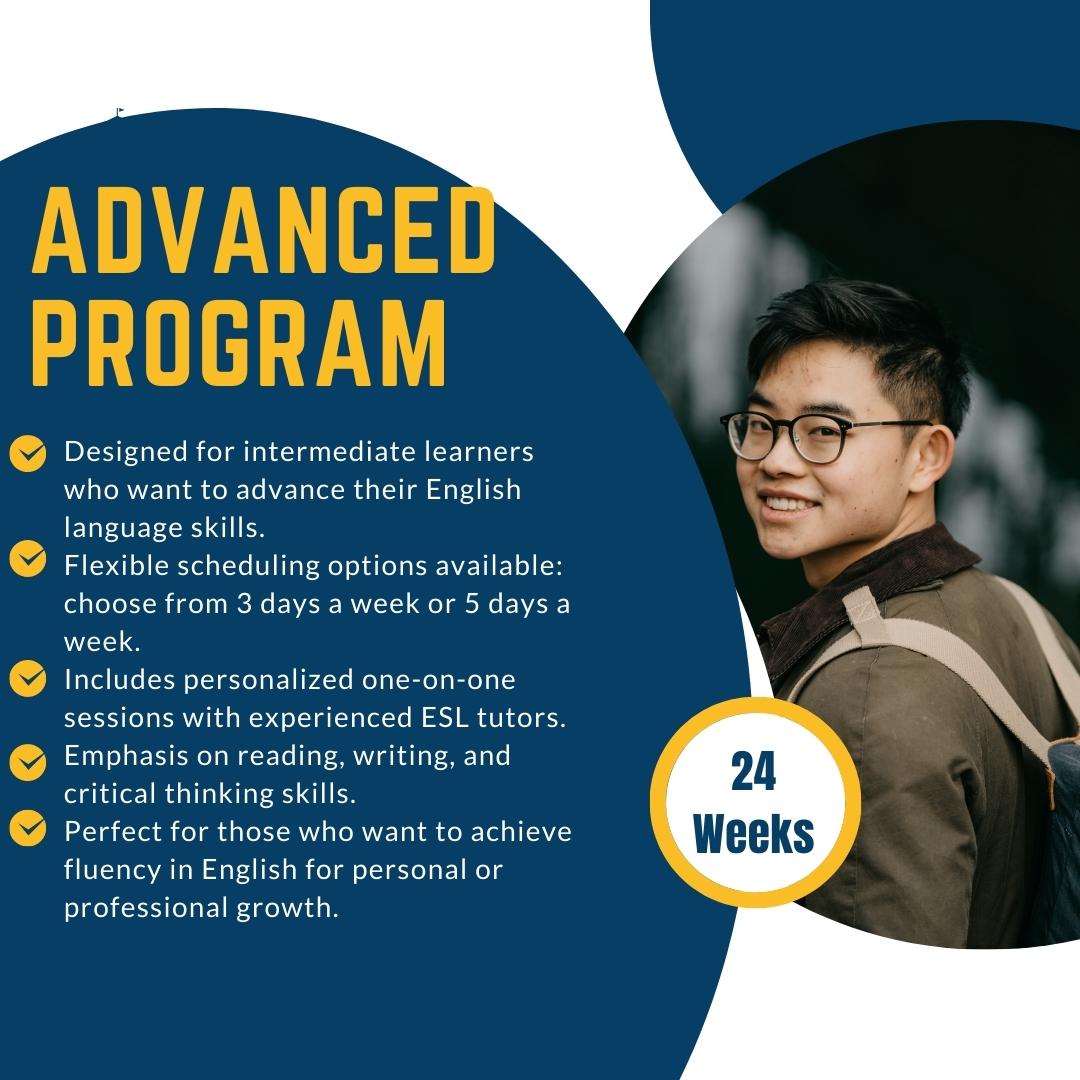 ADVANCED
PROGRAM
Designed for intermediate learners
who want to advance their English
language skills.
Flexible scheduling options available:
choose from 3 days a week or 5 days a
week.
Includes personalized one-on-one
sessions with experienced ESL tutors.
Emphasis on reading, writing, and
critical thinking skills.
Perfect for those who want to achieve
fluency in English for personal or
professional growth.
24
Weeks